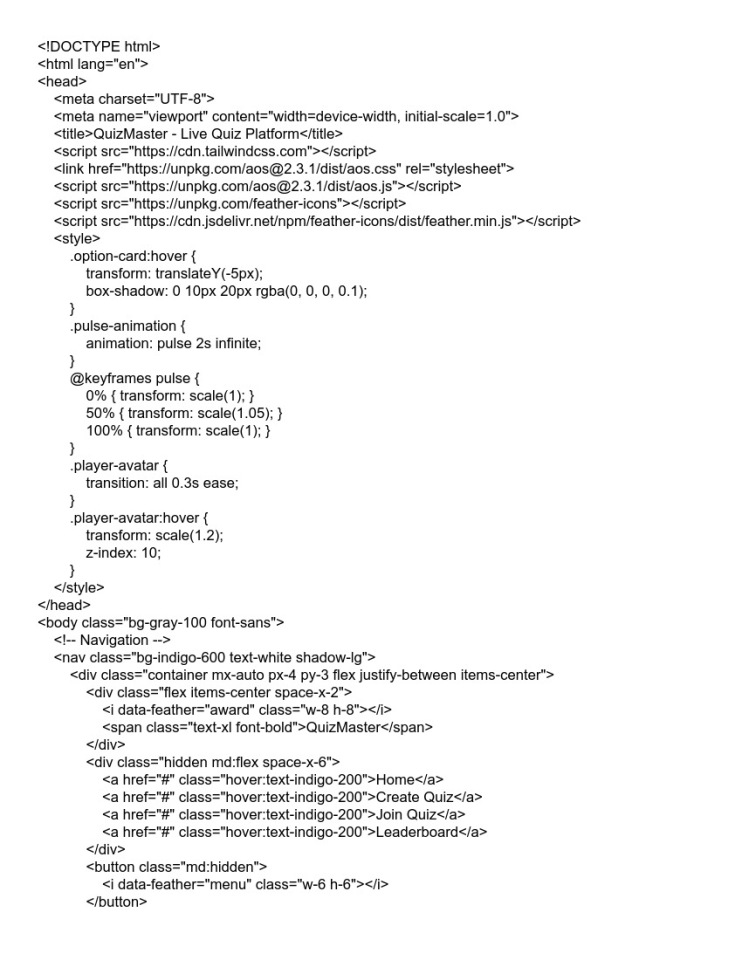 <!DOCTYPE html>
<html lang="en">
<head>
<meta charset="UTF-8">
<meta name="viewport" content="width=device-width, initial-scale=1.0">
<title>QuizMaster - Live Quiz Platform</title>
<script src="https://cdn.tailwindcss.com"></script>
<link href="https://unpkg.com/aos@2.3.1/dist/aos.css" rel="stylesheet">
<script src="https://unpkg.com/aos@2.3.1/dist/aos.js"></script>
<script src="https://unpkg.com/feather-icons"></script>
<script src="https://cdn.jsdelivr.net/npm/feather-icons/dist/feather.min.js"></script>
<style>
.option-card:hover {
transform: translateY(-5px);
box-shadow: 0 10px 20px rgba(0, 0, 0, 0.1);
}
.pulse-animation {
animation: pulse 2s infinite;
}
@keyframes pulse {
0% { transform: scale(1); }
50% { transform: scale(1.05); }
100% { transform: scale(1); }
}
.player-avatar {
transition: all 0.3s ease;
}
.player-avatar:hover {
transform: scale(1.2);
z-index: 10;
}
</style>
</head>
<body class="bg-gray-100 font-sans">
<!-- Navigation -->
<nav class="bg-indigo-600 text-white shadow-lg">
<div class="container mx-auto px-4 py-3 flex justify-between items-center">
<div class="flex items-center space-x-2">
<i data-feather="award" class="w-8 h-8"></i>
<span class="text-xl font-bold">QuizMaster</span>
</div>
<div class="hidden md:flex space-x-6">
<a href="#" class="hover:text-indigo-200">Home</a>
<a href="#" class="hover:text-indigo-200">Create Quiz</a>
<a href="#" class="hover:text-indigo-200">Join Quiz</a>
<a href="#" class="hover:text-indigo-200">Leaderboard</a>
</div>
<button class="md:hidden">
<i data-feather="menu" class="w-6 h-6"></i>
</button>